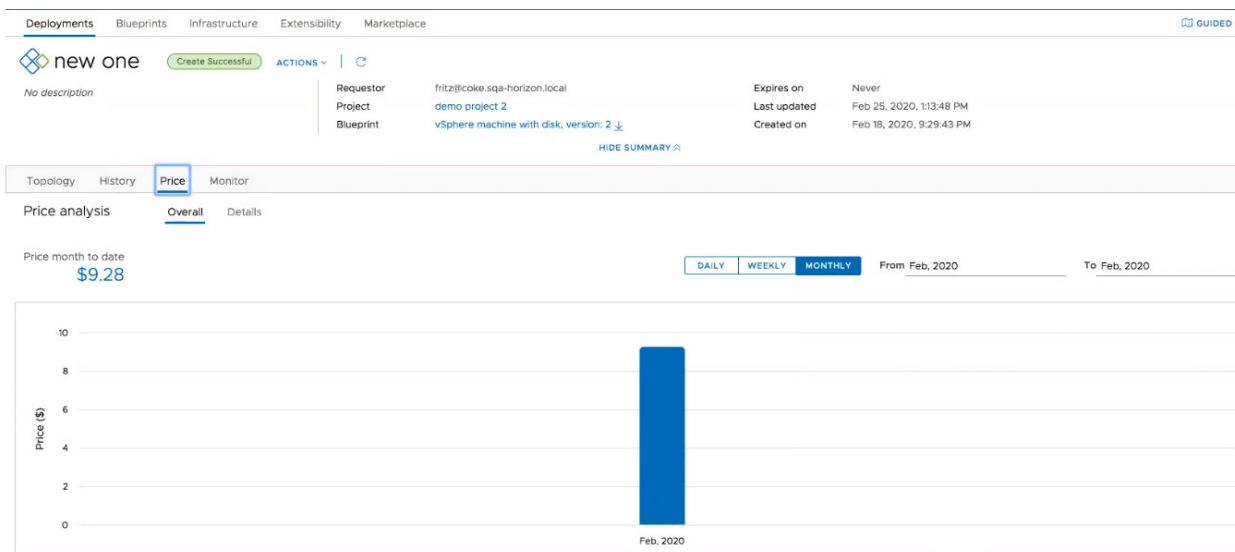 Deployments Blueprints Infrastructure Extensibility Marketplace GUIDED
new one Create Successful ACTIONS
No description
Requestor fritz@coke.sqa-horizon.local Expires on Never
Project demo project 2 Last updated Feb 25, 2020, 1:13:48 PM
Blueprint vSphere machine with disk, version: 2 Created on Feb 18, 2020, 9:29:43 PM
HIDE SUMMARY
Topology History Price Monitor
Price analysis Overall Details
Price month to date
$9.28
DAILY WEEKLY MONTHLY From Feb, 2020 To Feb, 2020
10
8
6
4
2
0
Price ($)
Feb, 2020